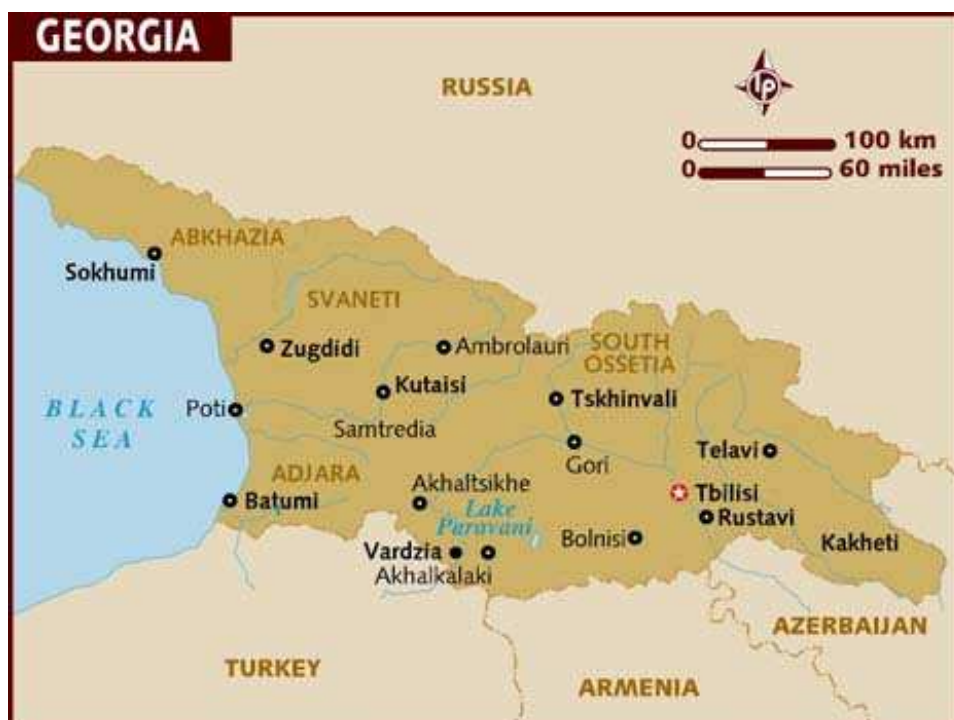 GEORGIA
RUSSIA
LP
0 100 km
0 60 miles
ABKHAZIA
Sokhumi
SVANETI
Zugdidi
Ambrolauri
SOUTH
OSSETIA
Kutaisi
Tskhinvali
BLACK
SEA
Poti
Samtredia
Gori
Telavi
ADJARA
Akhaltsikhe
Tbilisi
Batumi
Lake
Paravani
Rustavi
Bolnisi
Kakheti
Vardzia
Akhalkalaki
AZERBAIJAN
TURKEY
ARMENIA